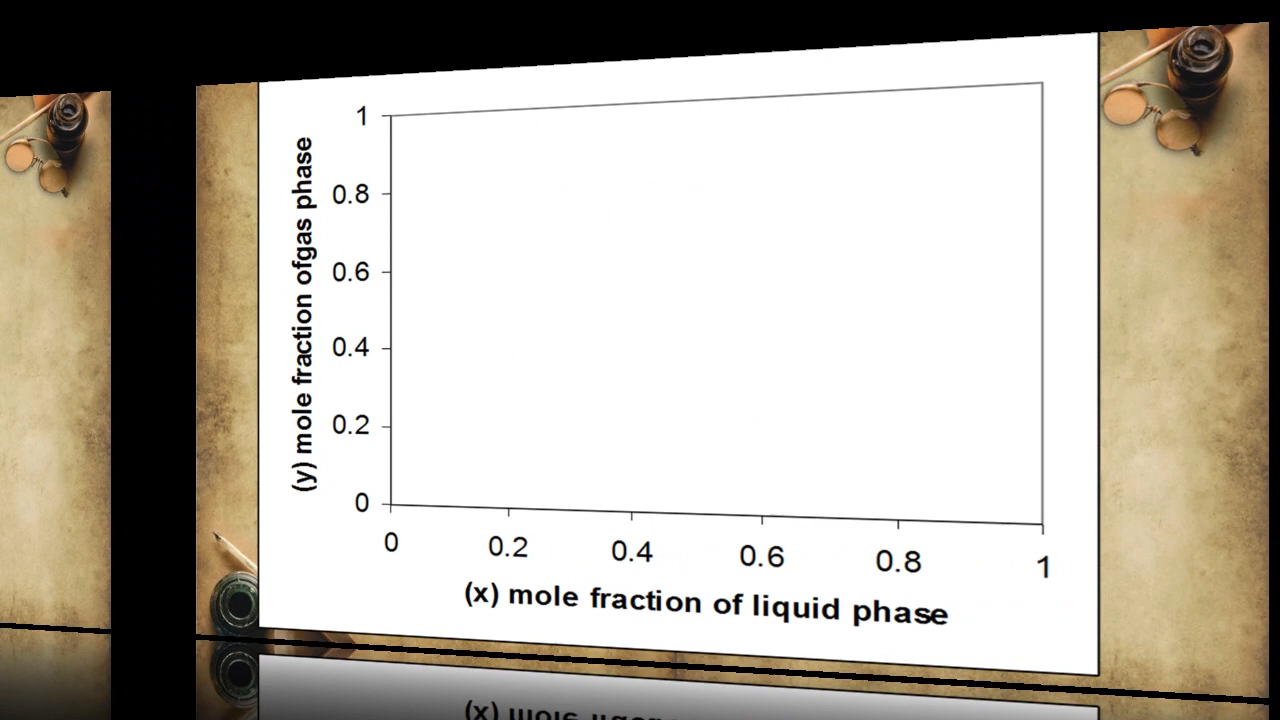 (y) mole fraction ofgas phase
1
0.8
0.6
0.4
0.2
0
0 0.2 0.4 0.6 0.8 1
(x) mole fraction of liquid phase